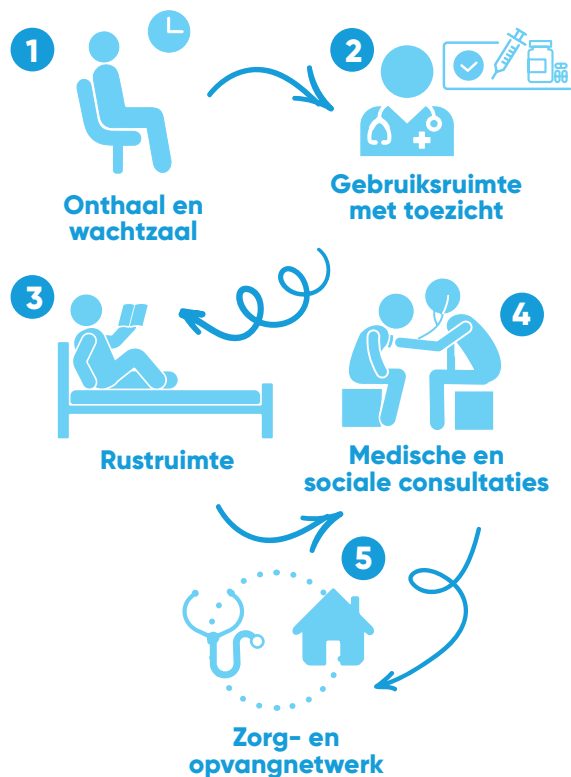 1
Onthaal en
wachtzaal
2
Gebruiksruimte
met toezicht
3
Rustruimte
4
Medische en
sociale consultaties
5
Zorg- en
opvangnetwerk